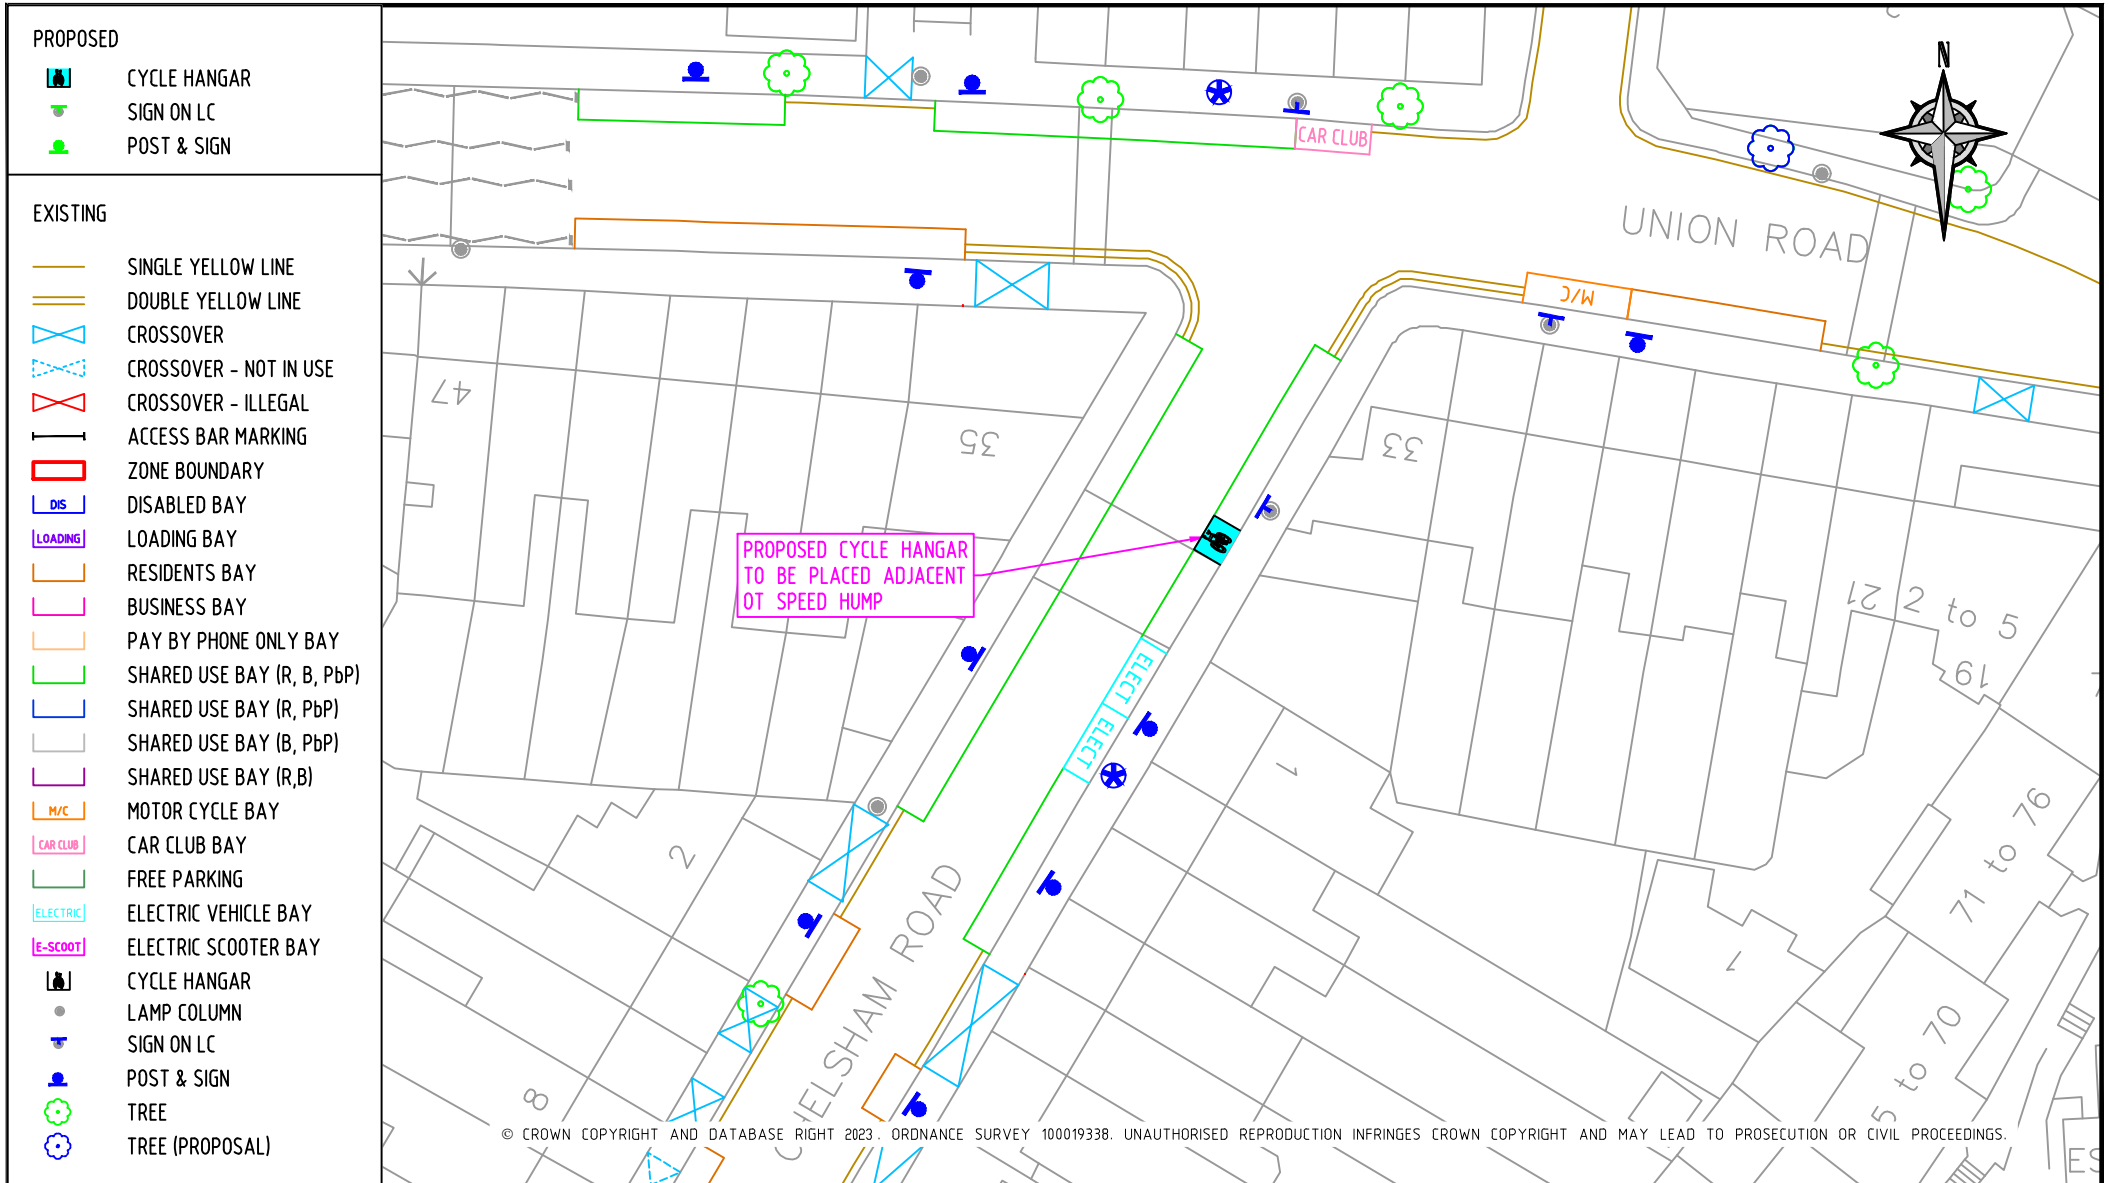 PROPOSED
CYCLE HANGAR
SIGN ON LC
POST & SIGN
EXISTING
SINGLE YELLOW LINE
DOUBLE YELLOW LINE
CROSSOVER
CROSSOVER - NOT IN USE
CROSSOVER - ILLEGAL
ACCESS BAR MARKING
ZONE BOUNDARY
DIS DISABLED BAY
LOADING LOADING BAY
RESIDENTS BAY
BUSINESS BAY
PAY BY PHONE ONLY BAY
SHARED USE BAY (R, B, PbP)
SHARED USE BAY (R, PbP)
SHARED USE BAY (B, PbP)
SHARED USE BAY (R,B)
M/C MOTOR CYCLE BAY
CAR CLUB CAR CLUB BAY
FREE PARKING
ELECTRIC ELECTRIC VEHICLE BAY
E-SCOOT ELECTRIC SCOOTER BAY
CYCLE HANGAR
LAMP COLUMN
SIGN ON LC
POST & SIGN
TREE
TREE (PROPOSAL)
N
CAR CLUB
UNION ROAD
M/C
47
35
33
PROPOSED CYCLE HANGAR
TO BE PLACED ADJACENT
OT SPEED HUMP
21
2 to 5
19
ELECT
ELECT
1
2
71 to 76
1
CHELSHAM ROAD
8
5 to 70
ES
© CROWN COPYRIGHT AND DATABASE RIGHT 2023. ORDNANCE SURVEY 100019338. UNAUTHORISED REPRODUCTION INFRINGES CROWN COPYRIGHT AND MAY LEAD TO PROSECUTION OR CIVIL PROCEEDINGS.